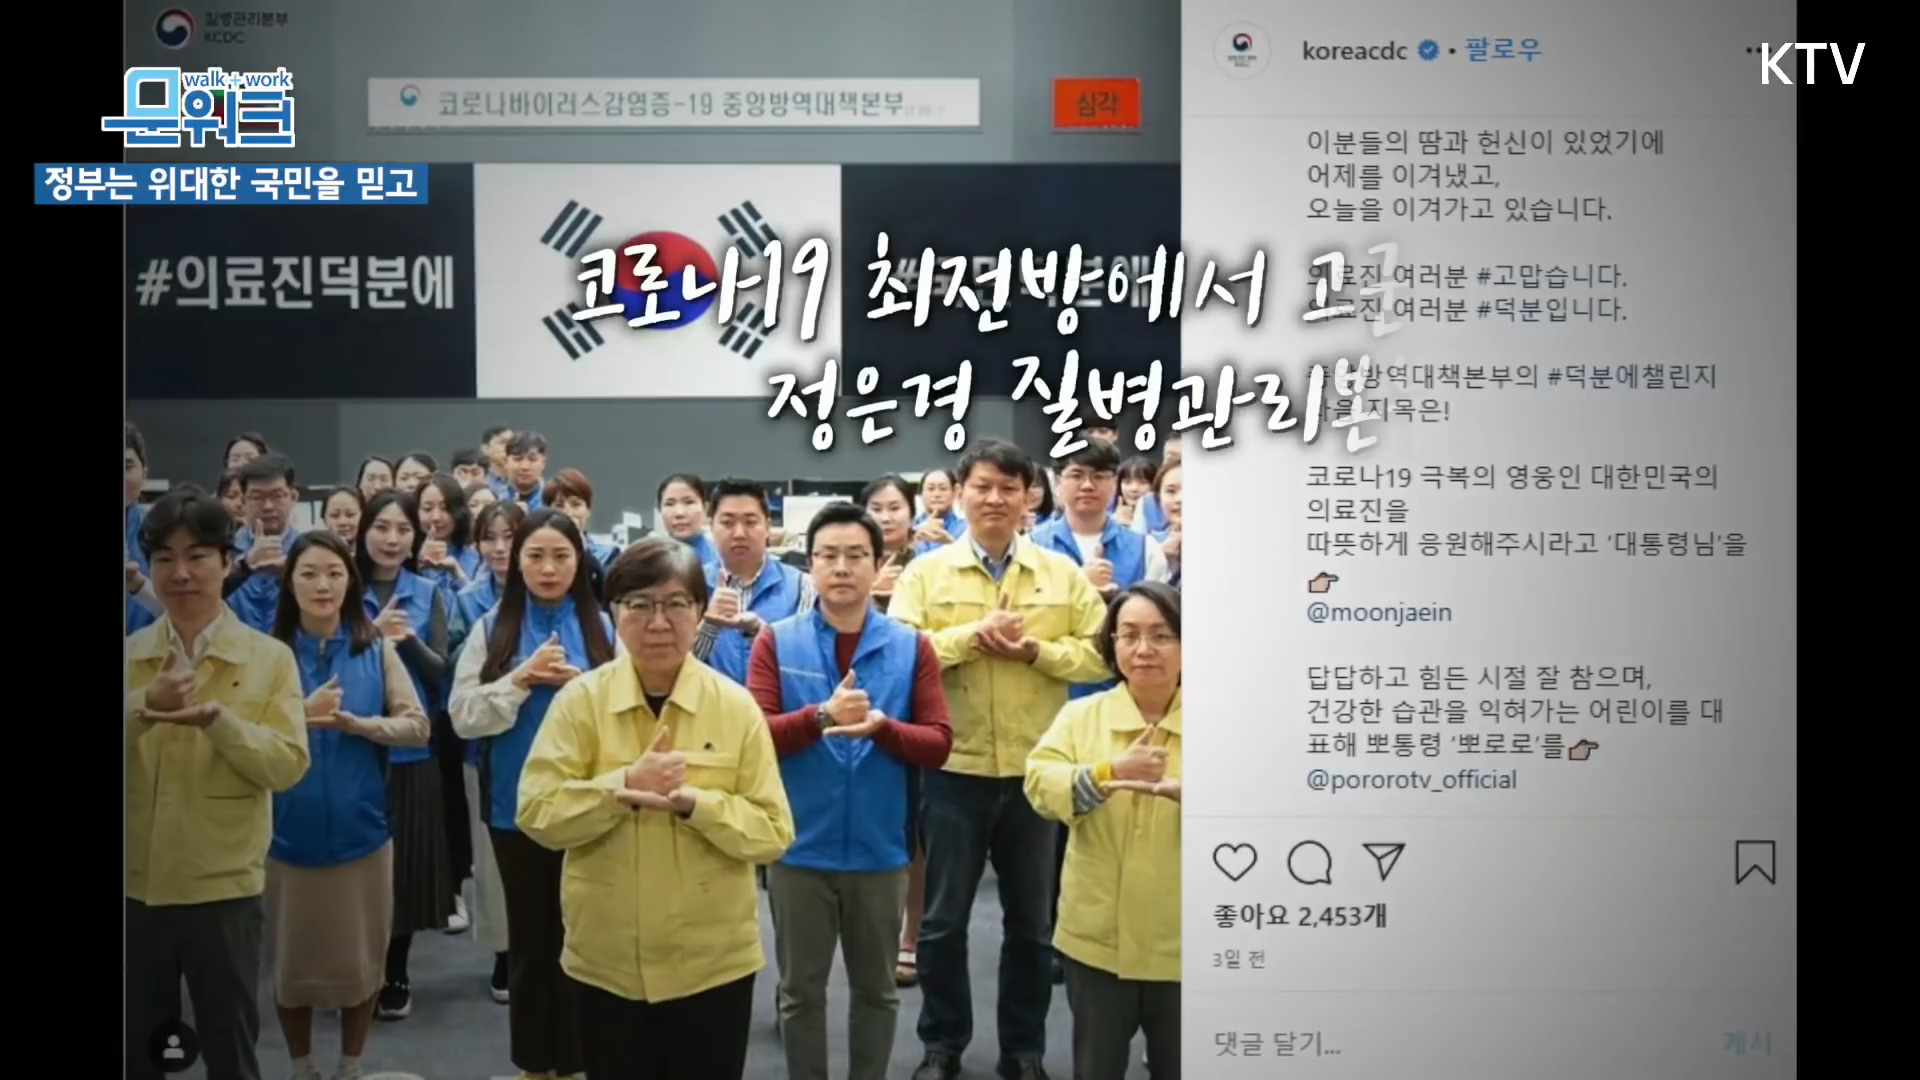 질병관리본부
KCDC
walk+work
문워크
정부는 위대한 국민을 믿고
코로나바이러스감염증-19 중앙방역대책본부
심각
#의료진덕분에
코로나19 최전방에서 고군
정은경 질병관리본
koreacdc • 팔로우
KTV
이분들의 땀과 헌신이 있었기에
어제를 이겨냈고,
오늘을 이겨가고 있습니다.
의료진 여러분 #고맙습니다.
의료진 여러분 #덕분입니다.
중앙방역대책본부의 #덕분에챌린지
다음 지목은!
코로나19 극복의 영웅인 대한민국의
의료진을
따뜻하게 응원해주시라고 ‘대통령님’을
👉
@moonjaein
답답하고 힘든 시절 잘 참으며,
건강한 습관을 익혀가는 어린이를 대
표해 뽀통령 ‘뽀로로’를👉
@pororotv_official
좋아요 2,453개
3일 전
댓글 달기...
게시